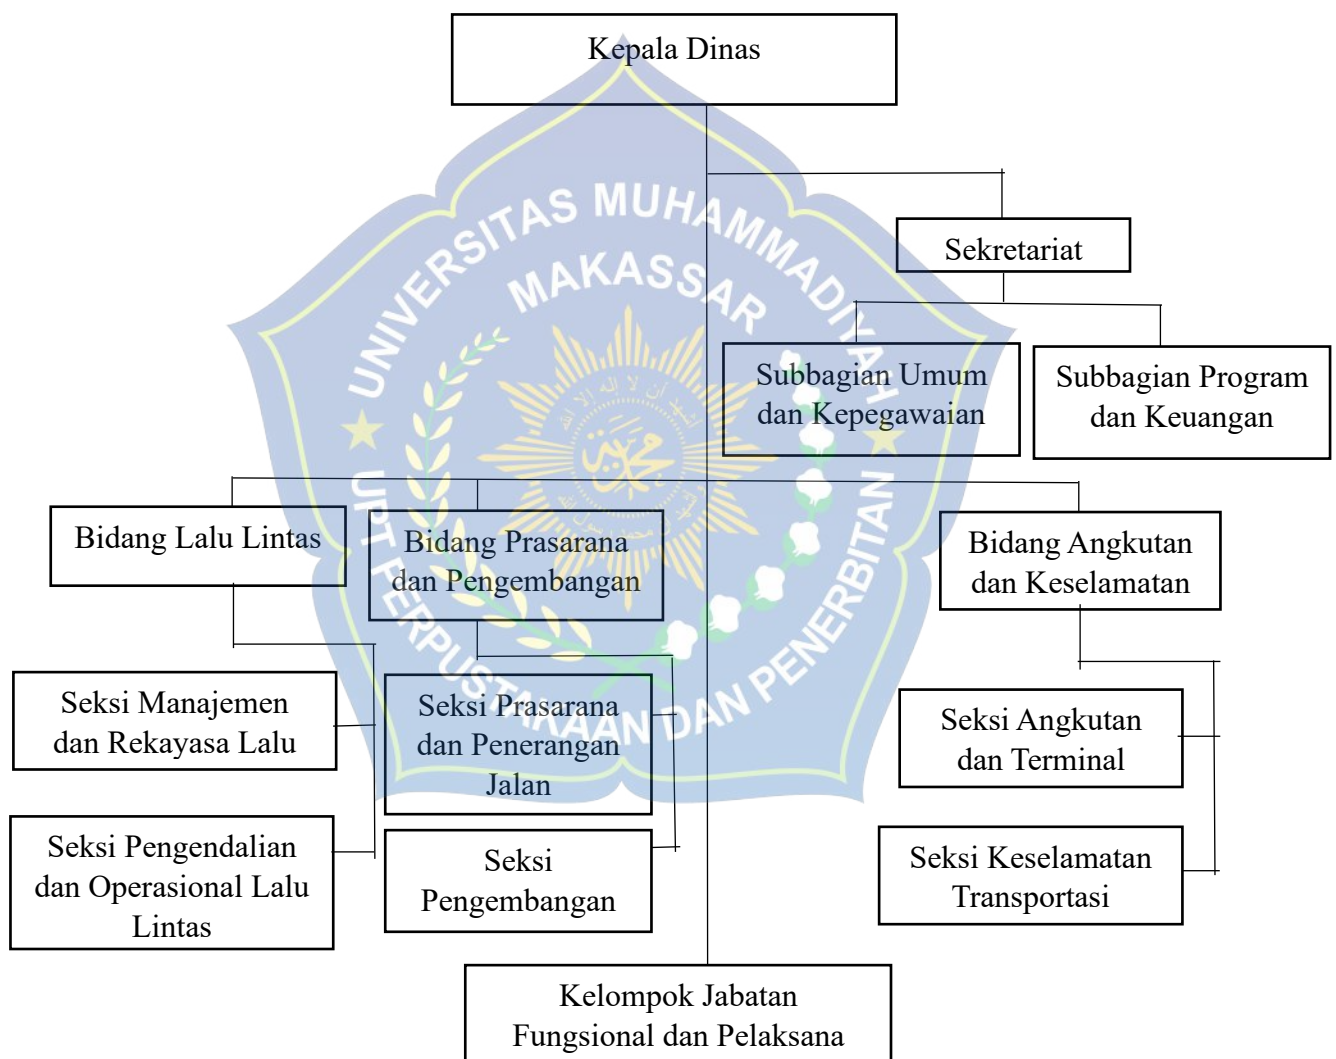 Kepala Dinas
Sekretariat
Subbagian Umum
dan Kepegawaian
Subbagian Program
dan Keuangan
Bidang Lalu Lintas
Bidang Prasarana
dan Pengembangan
Bidang Angkutan
dan Keselamatan
Seksi Manajemen
dan Rekayasa Lalu
Seksi Prasarana
dan Penerangan
Jalan
Seksi Angkutan
dan Terminal
Seksi Pengendalian
dan Operasional Lalu
Lintas
Seksi
Pengembangan
Seksi Keselamatan
Transportasi
Kelompok Jabatan
Fungsional dan Pelaksana
UNIVERSITAS MUHAMMADIYAH
MAKASSAR
UPT PERPUSTAKAAN DAN PENERBITAN